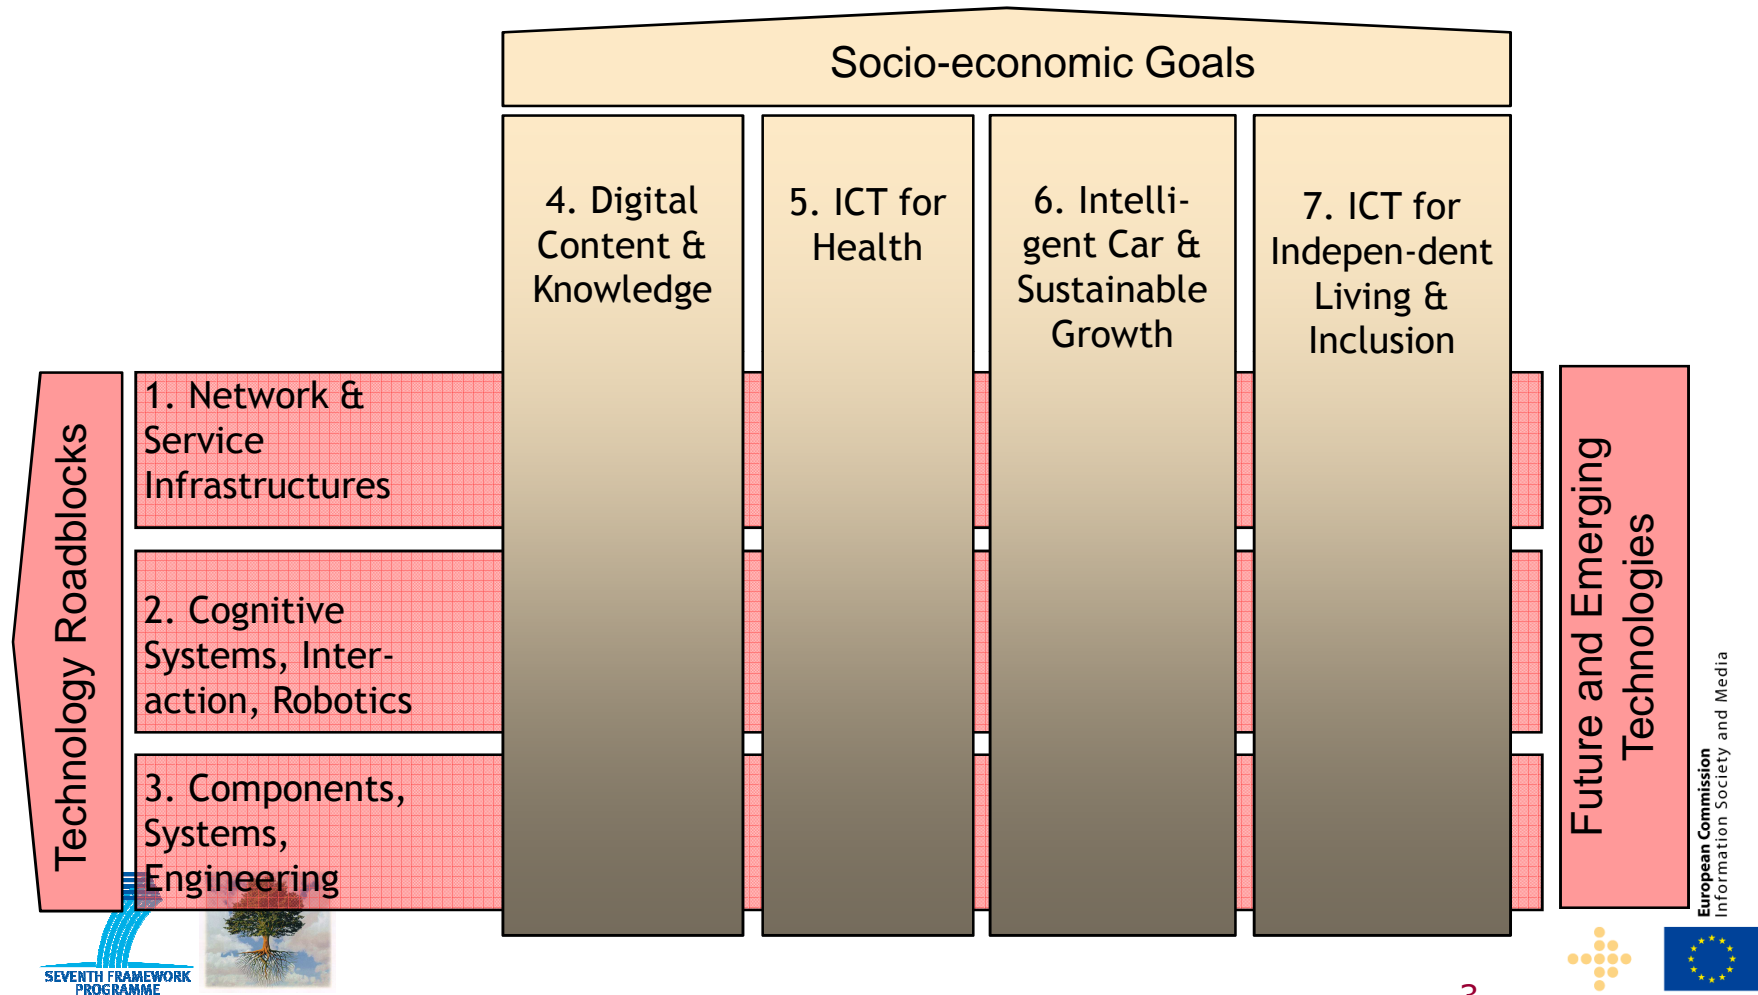 Socio-economic Goals
4. Digital
Content &
Knowledge
5. ICT for
Health
6. Intelli-
gent Car &
Sustainable
Growth
7. ICT for
Indepen-dent
Living &
Inclusion
Technology Roadblocks
1. Network &
Service
Infrastructures
2. Cognitive
Systems, Inter-
action, Robotics
3. Components,
Systems,
Engineering
Future and Emerging
Technologies
European Commission
Information Society and Media
SEVENTH FRAMEWORK
PROGRAMME
3